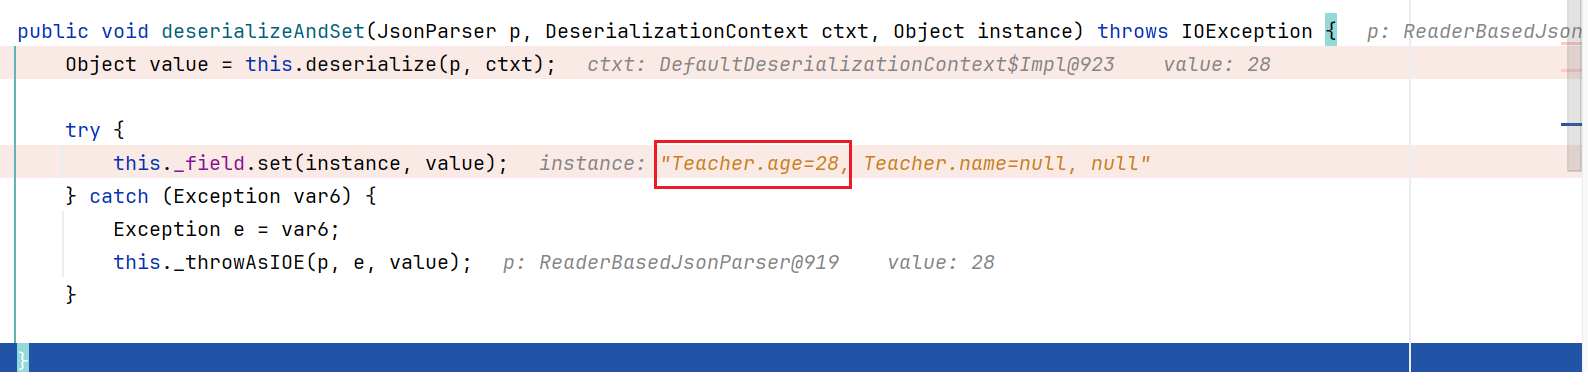 public void deserializeAndSet(JsonParser p, DeserializationContext ctxt, Object instance) throws IOException { p: ReaderBasedJson
Object value = this.deserialize(p, ctxt); ctxt: DefaultDeserializationContext$Impl@923 value: 28
try {
this._field.set(instance, value); instance: "Teacher.age=28, Teacher.name=null, null"
} catch (Exception var6) {
Exception e = var6;
this._throwAsIOE(p, e, value); p: ReaderBasedJsonParser@919 value: 28
}
}